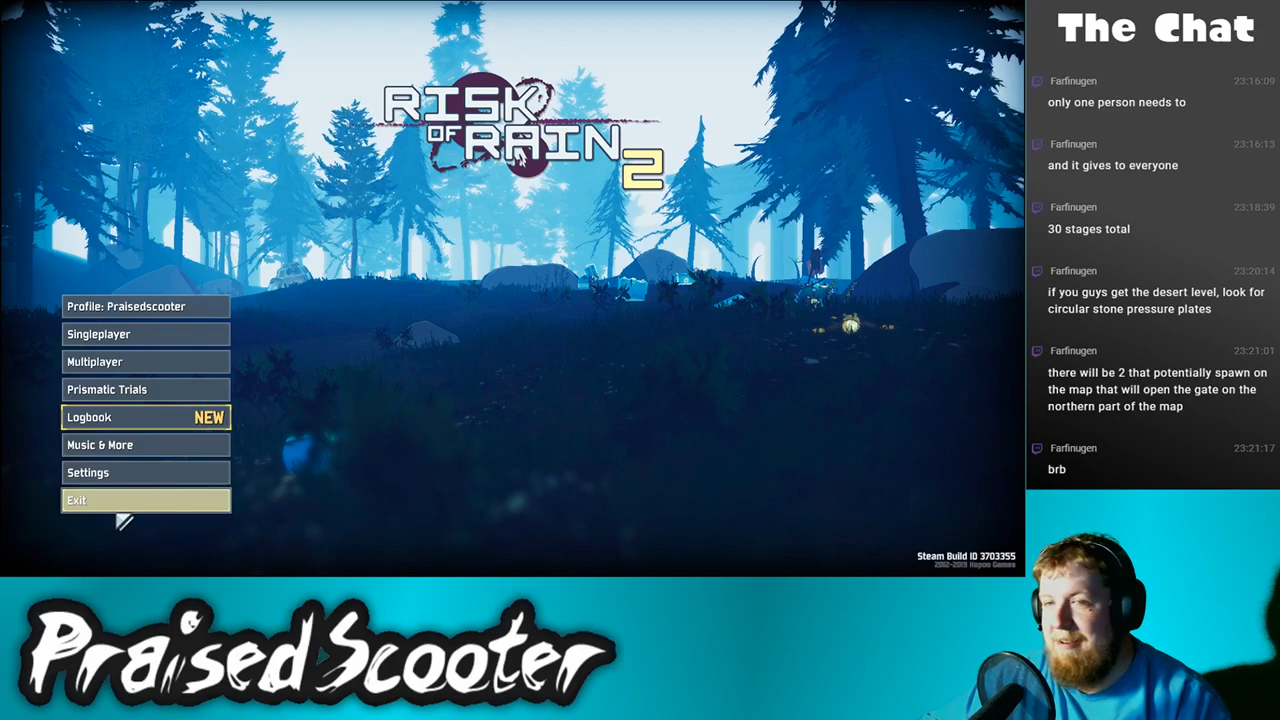 RISK
OF RAIN
2
Profile: Praisedscooter
Singleplayer
Multiplayer
Prismatic Trials
Logbook NEW
Music & More
Settings
Exit
Steam Build ID 3703355
2012-2019 Hopoo Games
The Chat
Farfinugen 23:16:09
only one person needs to
Farfinugen 23:16:13
and it gives to everyone
Farfinugen 23:18:39
30 stages total
Farfinugen 23:20:14
if you guys get the desert level, look for
circular stone pressure plates
Farfinugen 23:21:01
there will be 2 that potentially spawn on
the map that will open the gate on the
northern part of the map
Farfinugen 23:21:17
brb
PraisedScooter